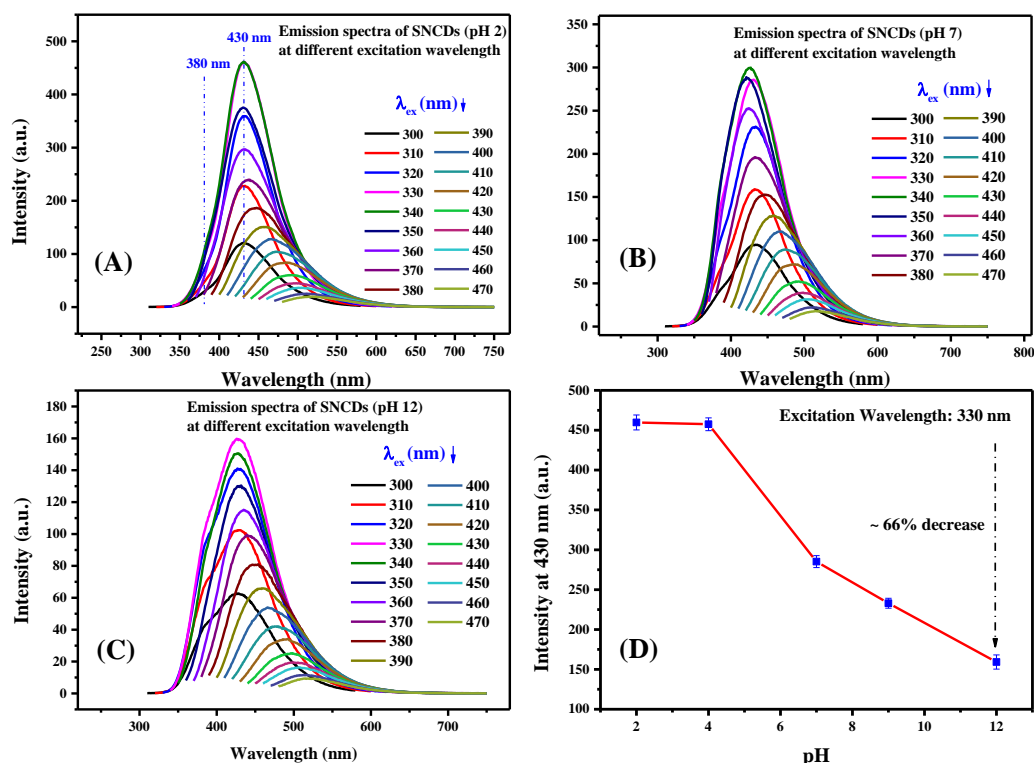 Emission spectra of SNCDs (pH 2)
at different excitation wavelength
430 nm
380 nm
λex (nm)
300 390
310 400
320 410
330 420
340 430
350 440
360 450
370 460
380 470
(A)
Intensity (a.u.)
500
400
300
200
100
0
250 300 350 400 450 500 550 600 650 700 750
Wavelength (nm)
Emission spectra of SNCDs (pH 7)
at different excitation wavelength
λex (nm)
300 390
310 400
320 410
330 420
340 430
350 440
360 450
370 460
380 470
(B)
Intensity (a.u.)
350
300
250
200
150
100
50
0
300 400 500 600 700 800
Wavelength (nm)
Emission spectra of SNCDs (pH 12)
at different excitation wavelength
λex (nm)
300 400
310 410
320 420
330 430
340 440
350 450
360 460
370 470
380
390
(C)
Intensity (a.u.)
180
160
140
120
100
80
60
40
20
0
300 400 500 600 700
Wavelength (nm)
Excitation Wavelength: 330 nm
~ 66% decrease
(D)
Intensity at 430 nm (a.u.)
500
450
400
350
300
250
200
150
100
2 4 6 8 10 12
pH